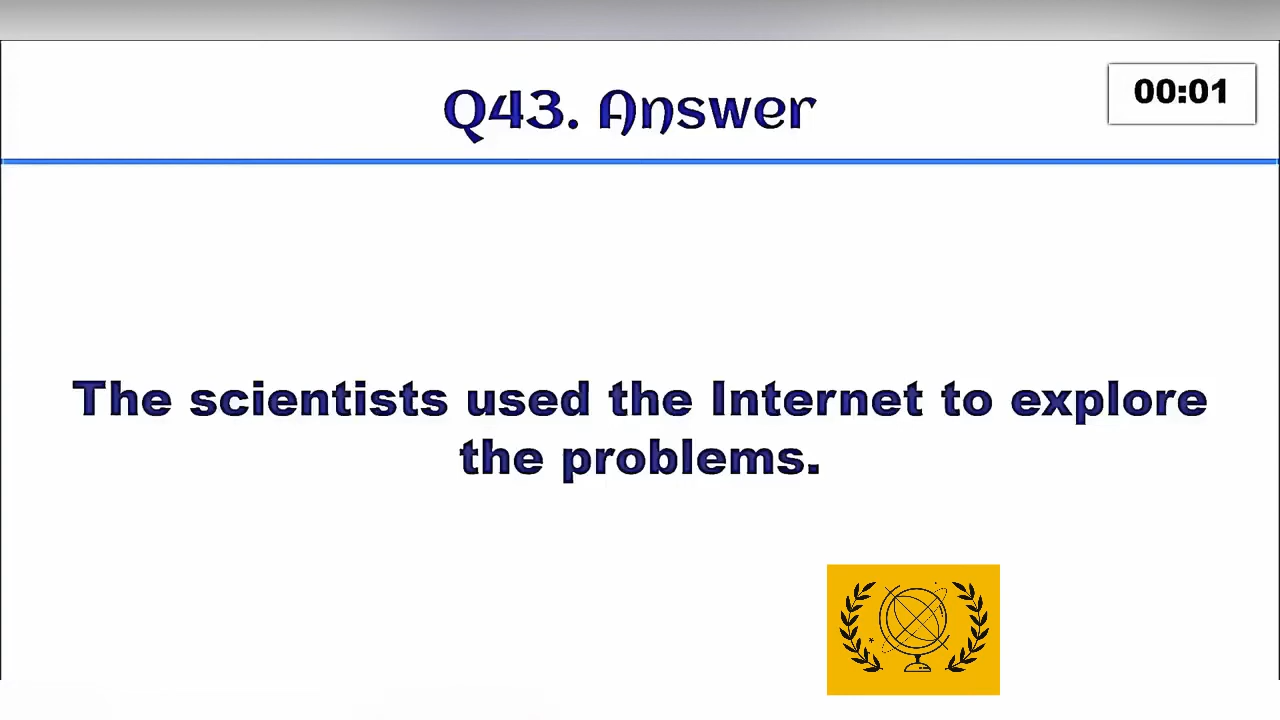 Q43. Answer
00:01
The scientists used the Internet to explore
the problems.